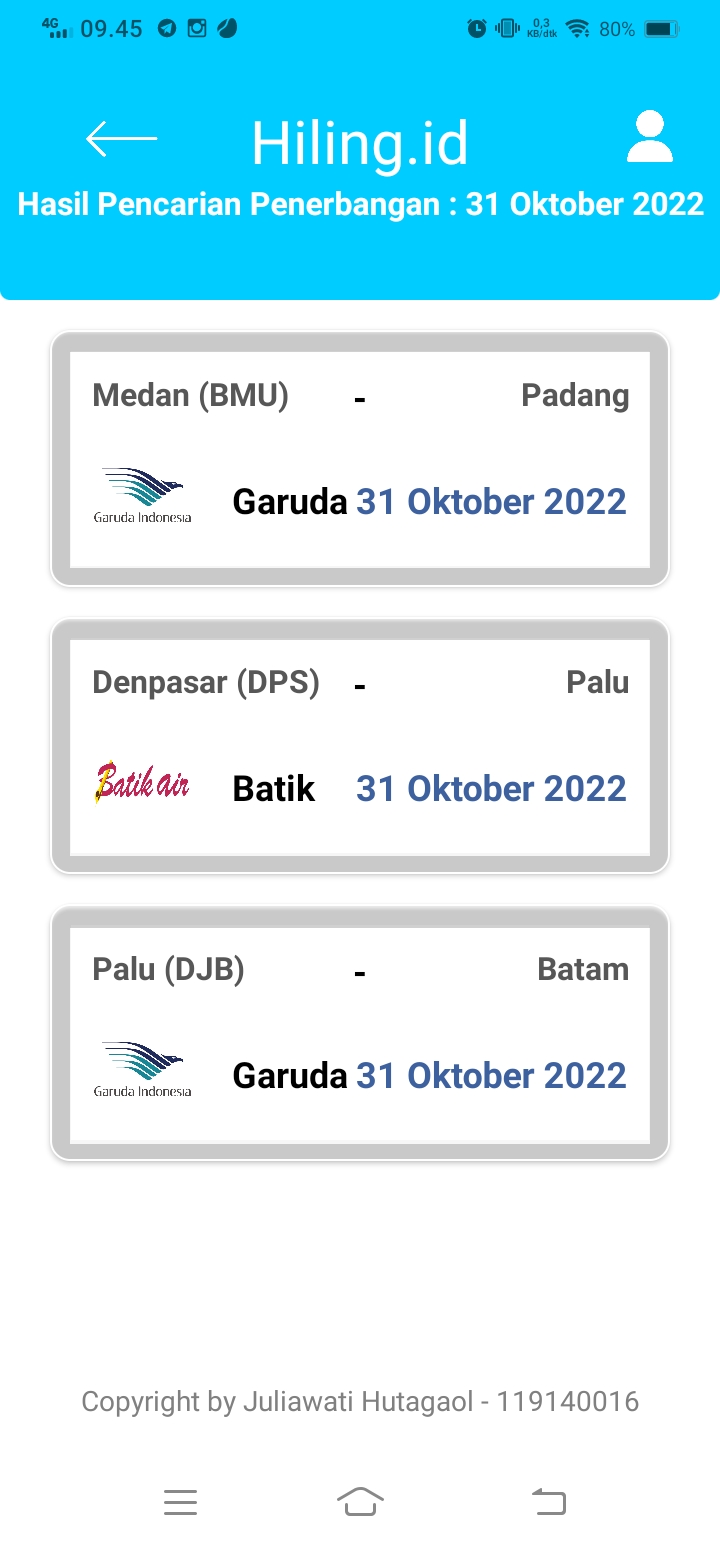 4G 09.45 0,3 KB/dtk 80%
Hiling.id
Hasil Pencarian Penerbangan : 31 Oktober 2022
Medan (BMU) - Padang
Garuda Indonesia Garuda 31 Oktober 2022
Denpasar (DPS) - Palu
Batik air Batik 31 Oktober 2022
Palu (DJB) - Batam
Garuda Indonesia Garuda 31 Oktober 2022
Copyright by Juliawati Hutagaol - 119140016